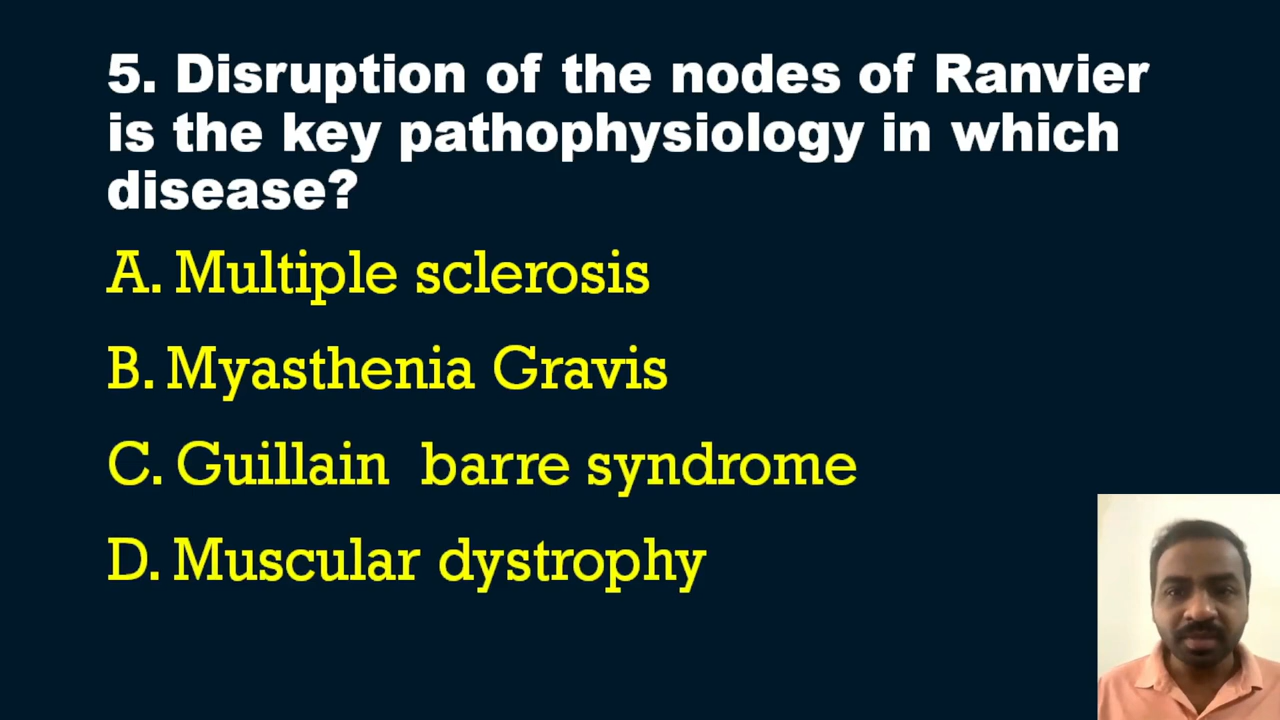 5. Disruption of the nodes of Ranvier
is the key pathophysiology in which
disease?
A. Multiple sclerosis
B. Myasthenia Gravis
C. Guillain barre syndrome
D. Muscular dystrophy